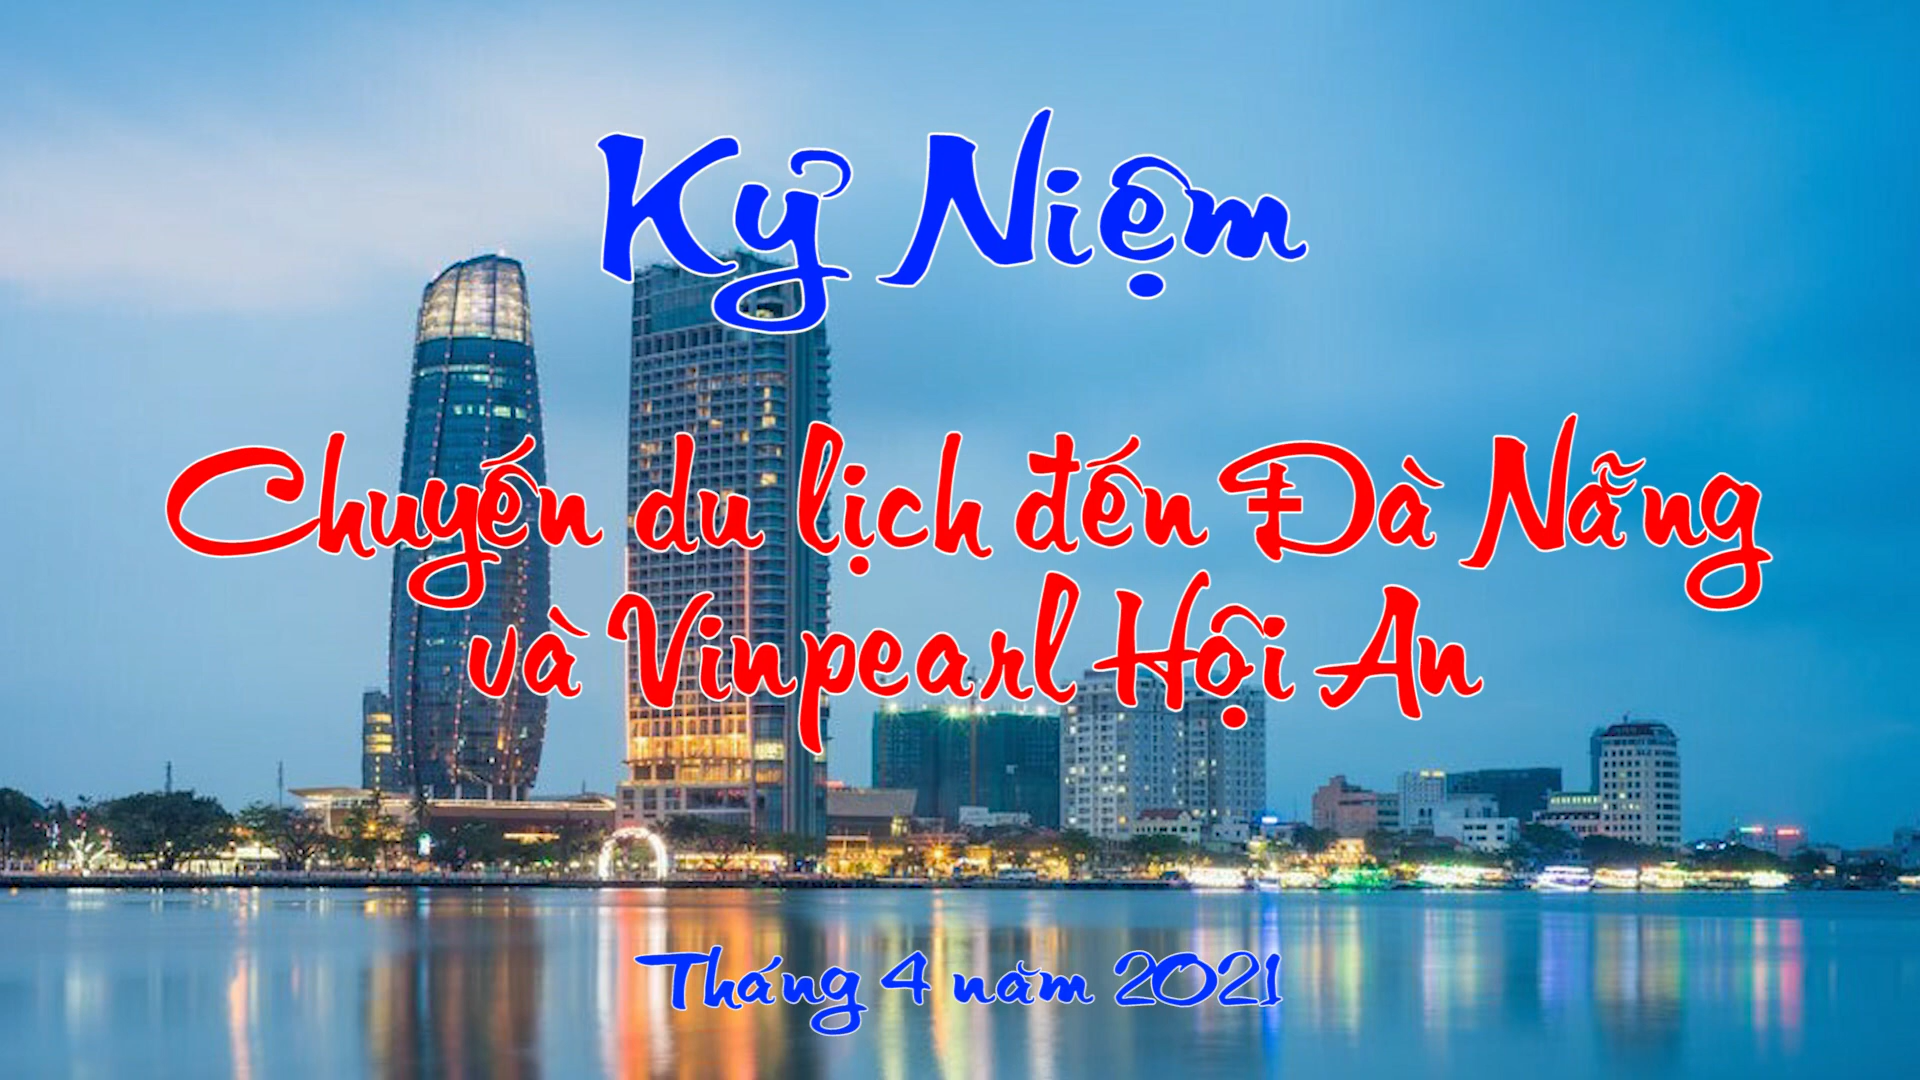 Kỷ Niệm
Chuyến du lịch đến Đà Nẵng
và Vinpearl Hội An
Tháng 4 năm 2021